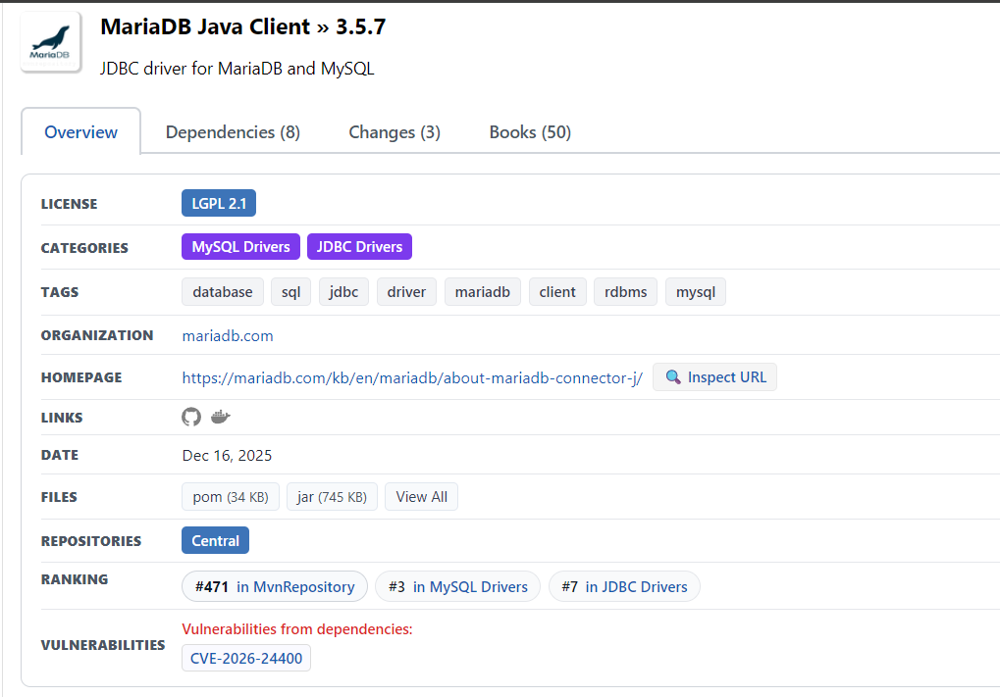 MariaDB
MariaDB Java Client » 3.5.7
JDBC driver for MariaDB and MySQL
Overview
Dependencies (8)
Changes (3)
Books (50)
LICENSE
LGPL 2.1
CATEGORIES
MySQL Drivers
JDBC Drivers
TAGS
database
sql
jdbc
driver
mariadb
client
rdbms
mysql
ORGANIZATION
mariadb.com
HOMEPAGE
https://mariadb.com/kb/en/mariadb/about-mariadb-connector-j/
Inspect URL
LINKS
DATE
Dec 16, 2025
FILES
pom (34 KB)
jar (745 KB)
View All
REPOSITORIES
Central
RANKING
#471 in MvnRepository
#3 in MySQL Drivers
#7 in JDBC Drivers
VULNERABILITIES
Vulnerabilities from dependencies:
CVE-2026-24400